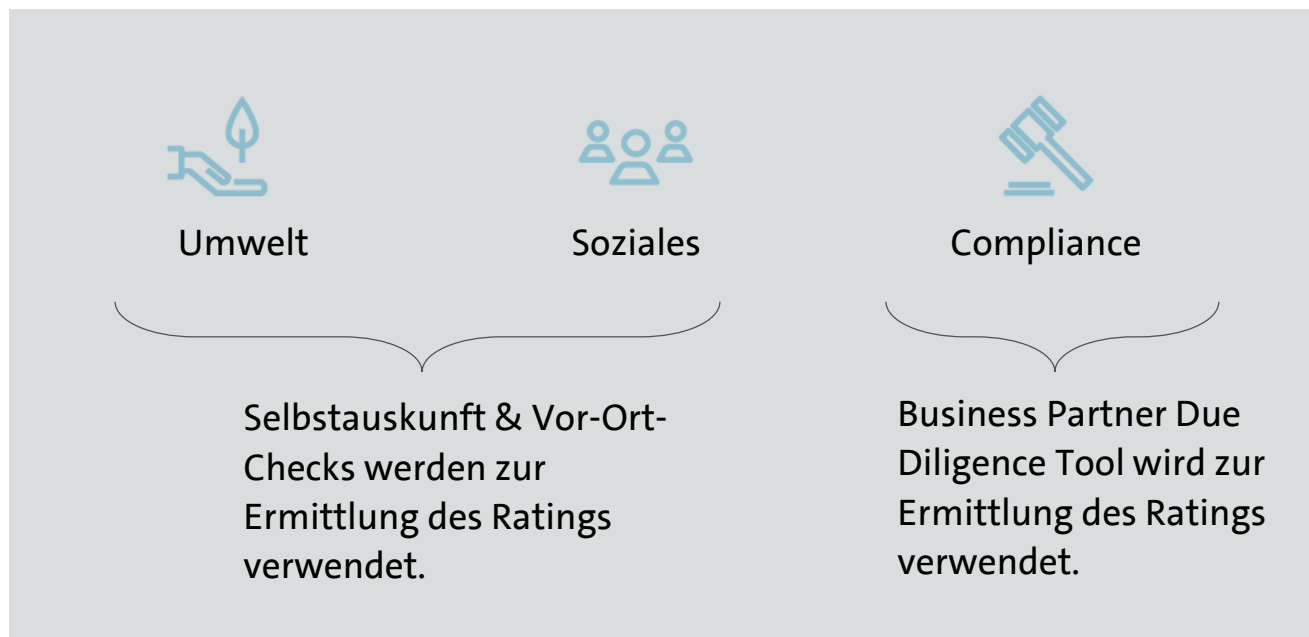 Umwelt
Soziales
Compliance
Selbstauskunft & Vor-Ort-
Checks werden zur
Ermittlung des Ratings
verwendet.
Business Partner Due
Diligence Tool wird zur
Ermittlung des Ratings
verwendet.